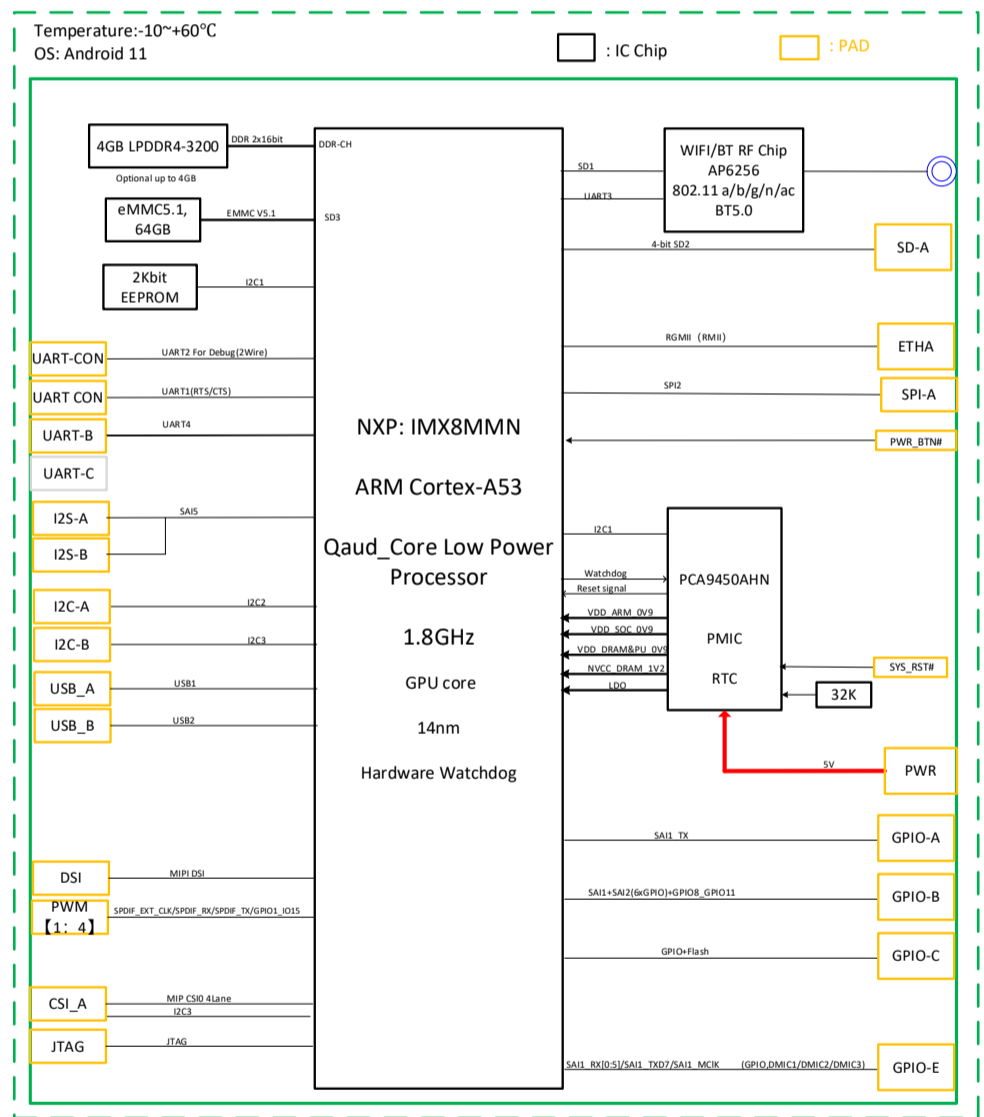 Temperature:-10~+60℃
OS: Android 11
: IC Chip
: PAD
4GB LPDDR4-3200
DDR 2x16bit
DDR-CH
Optional up to 4GB
eMMC5.1,
64GB
EMMC V5.1
SD3
2Kbit
EEPROM
I2C1
UART-CON
UART2 For Debug(2Wire)
UART CON
UART1(RTS/CTS)
UART-B
UART4
UART-C
I2S-A
SAI5
I2S-B
I2C-A
I2C2
I2C-B
I2C3
USB_A
USB1
USB_B
USB2
DSI
MIPI DSI
PWM
【1：4】
SPDIF_EXT_CLK/SPDIF_RX/SPDIF_TX/GPIO1_IO15
CSI_A
MIP CSI0 4Lane
I2C3
JTAG
JTAG
NXP: IMX8MMN
ARM Cortex-A53
Qaud_Core Low Power
Processor
1.8GHz
GPU core
14nm
Hardware Watchdog
SD1
UART3
WIFI/BT RF Chip
AP6256
802.11 a/b/g/n/ac
BT5.0
4-bit SD2
SD-A
RGMII（RMII）
ETHA
SPI2
SPI-A
PWR_BTN#
I2C1
Watchdog
Reset signal
VDD_ARM_0V9
VDD_SOC_0V9
VDD_DRAM&PU_0V9
NVCC_DRAM_1V2
LDO
PCA9450AHN
PMIC
RTC
SYS_RST#
32K
5V
PWR
SAI1_TX
GPIO-A
SAI1+SAI2(6xGPIO)+GPIO8_GPIO11
GPIO-B
GPIO+Flash
GPIO-C
SAI1_RX[0:5]/SAI1_TXD7/SAI1_MClK (GPIO,DMIC1/DMIC2/DMIC3)
GPIO-E